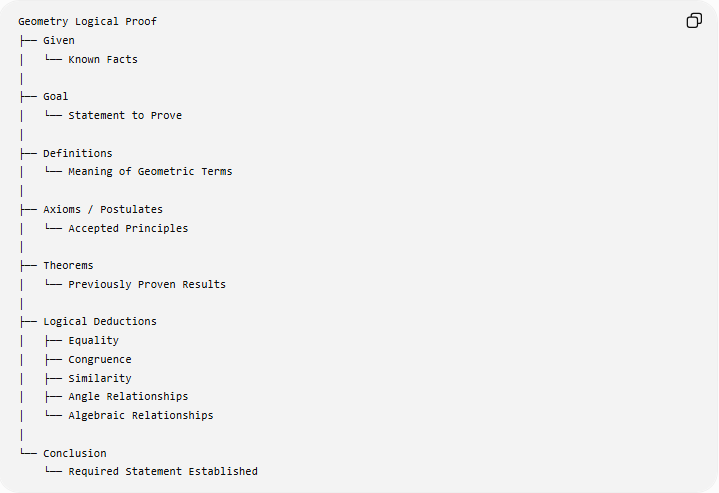 Geometry Logical Proof
├── Given
│   └── Known Facts
│
├── Goal
│   └── Statement to Prove
│
├── Definitions
│   └── Meaning of Geometric Terms
│
├── Axioms / Postulates
│   └── Accepted Principles
│
├── Theorems
│   └── Previously Proven Results
│
├── Logical Deductions
│   ├── Equality
│   ├── Congruence
│   ├── Similarity
│   ├── Angle Relationships
│   └── Algebraic Relationships
│
└── Conclusion
    └── Required Statement Established